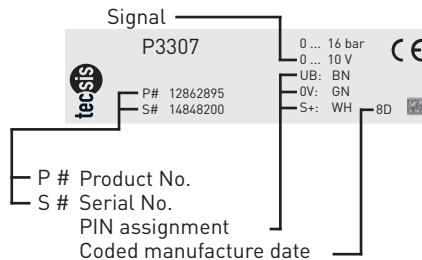 Signal
P3307
0 ... 16 bar
0 ... 10 V
UB: BN
0V: GN
S+: WH
8D
CE
tecsis
P# 12862895
S# 14848200
P # Product No.
S # Serial No.
PIN assignment
Coded manufacture date